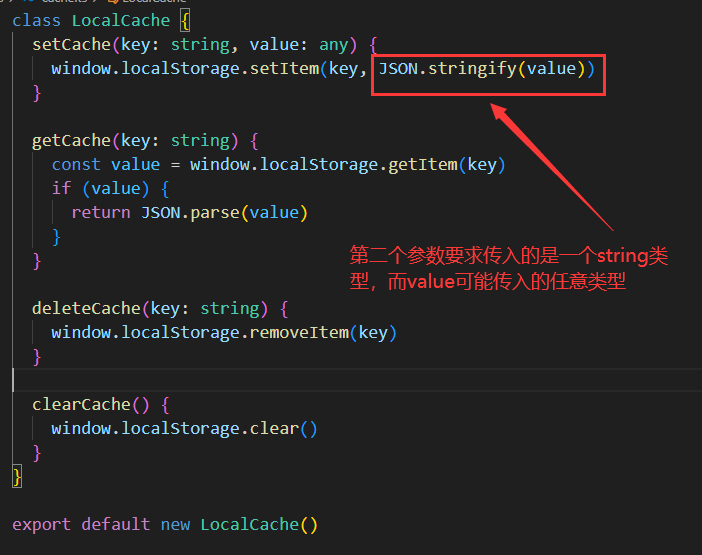 class LocalCache {
setCache(key: string, value: any) {
window.localStorage.setItem(key, JSON.stringify(value))
}
getCache(key: string) {
const value = window.localStorage.getItem(key)
if (value) {
return JSON.parse(value)
}
}
第二个参数要求传入的是一个string类
型，而value可能传入的任意类型
deleteCache(key: string) {
window.localStorage.removeItem(key)
}
clearCache() {
window.localStorage.clear()
}
}
export default new LocalCache()